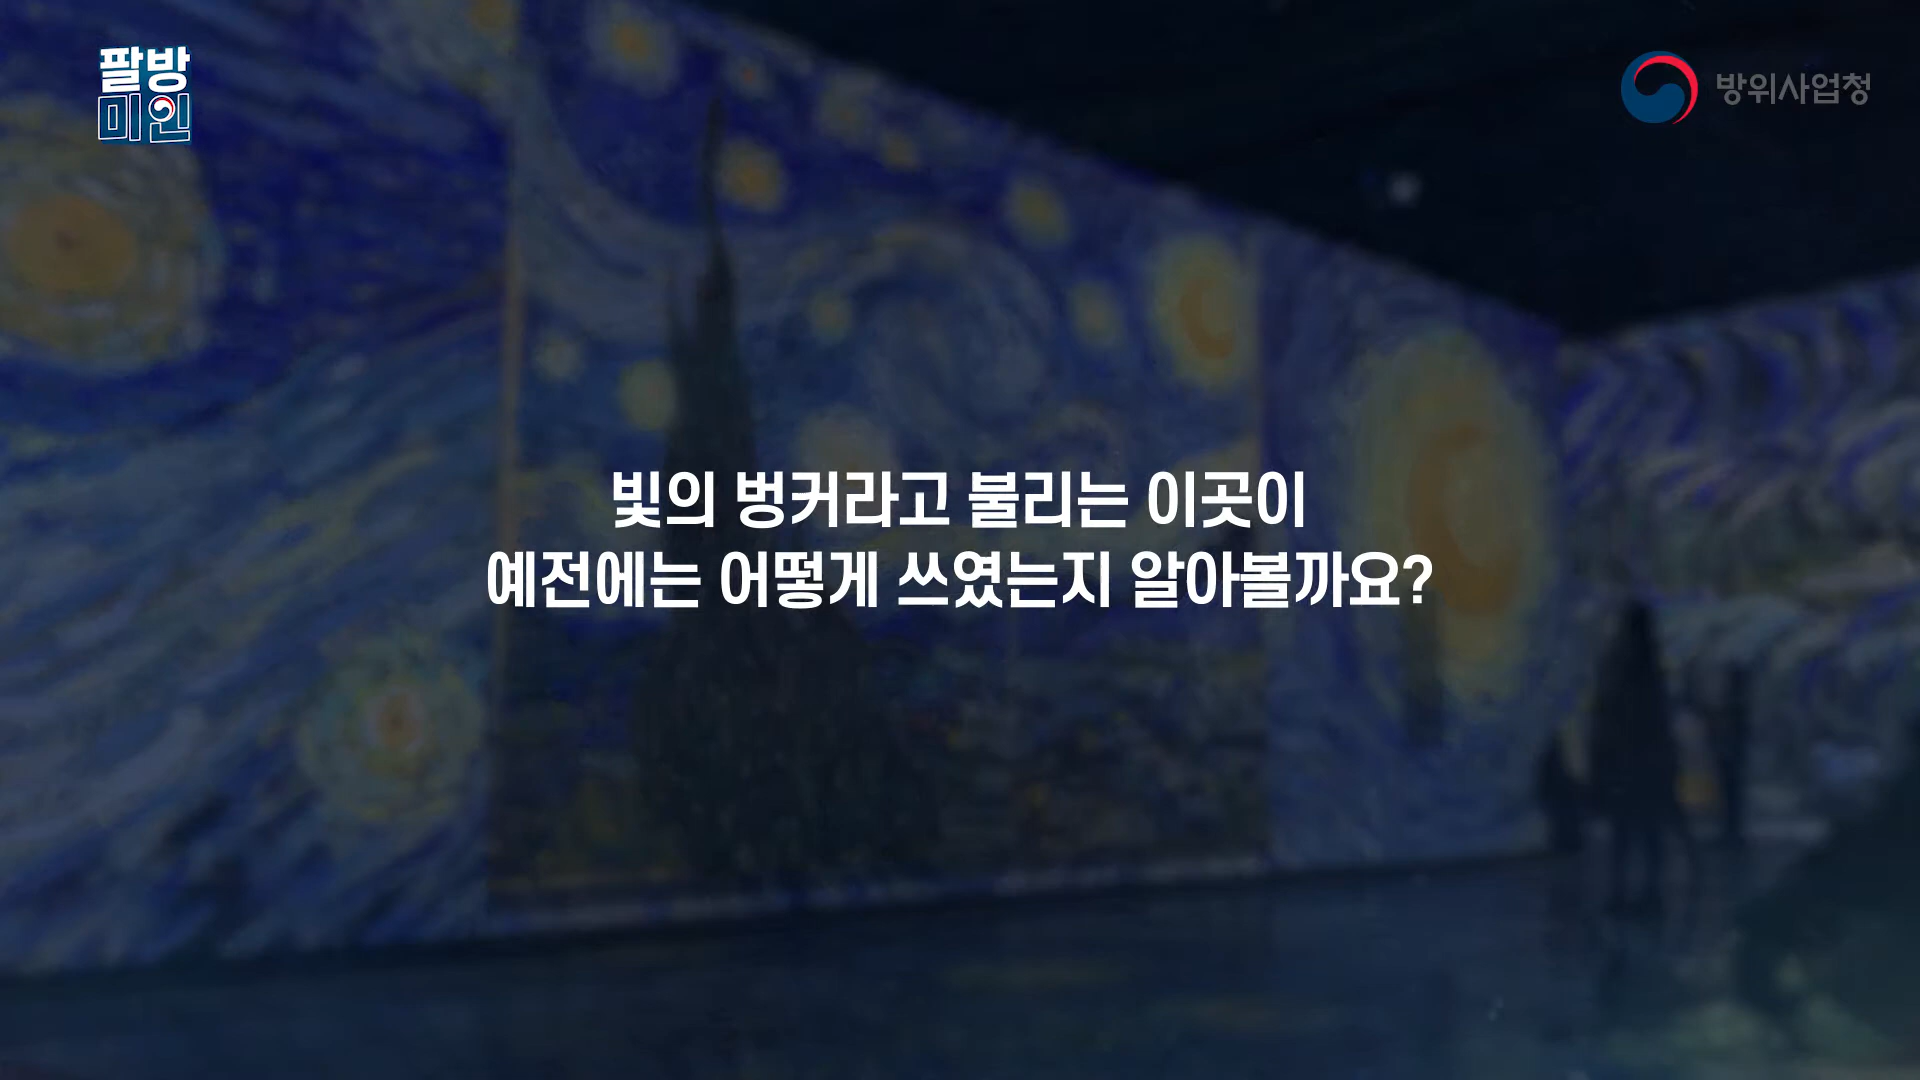 팔방
미인
방위사업청
빛의 벙커라고 불리는 이곳이
예전에는 어떻게 쓰였는지 알아볼까요?